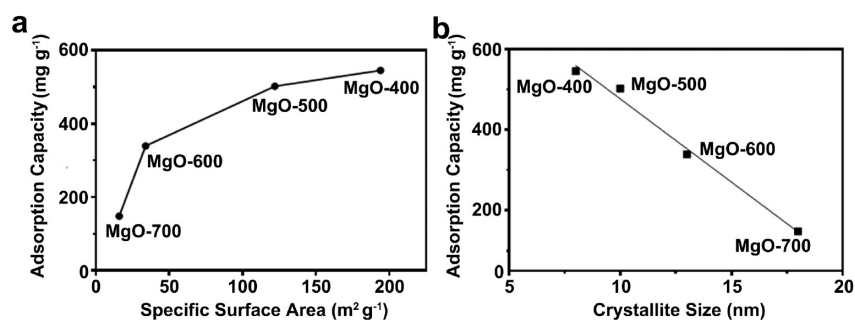 a
Adsorption Capacity (mg g-1)
600
400
200
0
MgO-400
MgO-500
MgO-600
MgO-700
0 50 100 150 200
Specific Surface Area (m2 g-1)
b
Adsorption Capacity (mg g-1)
600
400
200
0
MgO-400
MgO-500
MgO-600
MgO-700
5 10 15 20
Crystallite Size (nm)